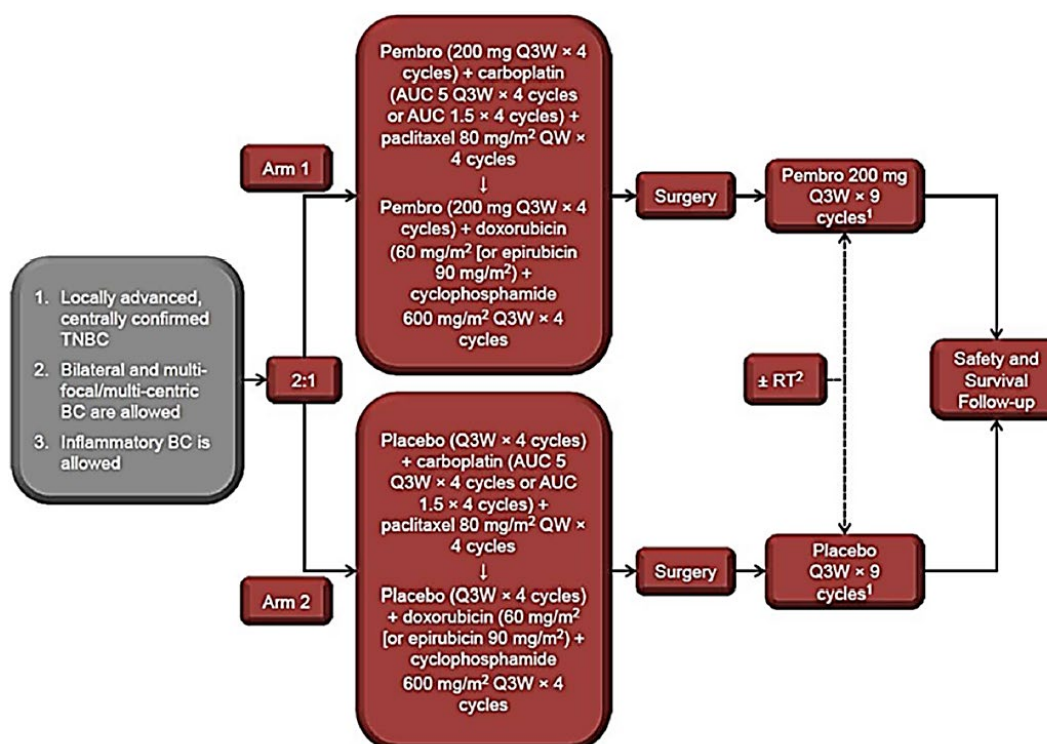 1. Locally advanced,
centrally confirmed
TNBC
2. Bilateral and multi-
focal/multi-centric
BC are allowed
3. Inflammatory BC is
allowed
2:1
Arm 1
Pembro (200 mg Q3W × 4
cycles) + carboplatin
(AUC 5 Q3W × 4 cycles
or AUC 1.5 × 4 cycles) +
paclitaxel 80 mg/m² QW ×
4 cycles
↓
Pembro (200 mg Q3W × 4
cycles) + doxorubicin
(60 mg/m² [or epirubicin
90 mg/m²) +
cyclophosphamide
600 mg/m² Q3W × 4
cycles
Surgery
Pembro 200 mg
Q3W × 9
cycles¹
Arm 2
Placebo (Q3W × 4 cycles)
+ carboplatin (AUC 5
Q3W × 4 cycles or AUC
1.5 × 4 cycles) +
paclitaxel 80 mg/m² QW ×
4 cycles
↓
Placebo (Q3W × 4 cycles)
+ doxorubicin (60 mg/m²
[or epirubicin 90 mg/m²) +
cyclophosphamide
600 mg/m² Q3W × 4
cycles
Surgery
Placebo
Q3W × 9
cycles¹
± RT²
Safety and
Survival
Follow-up